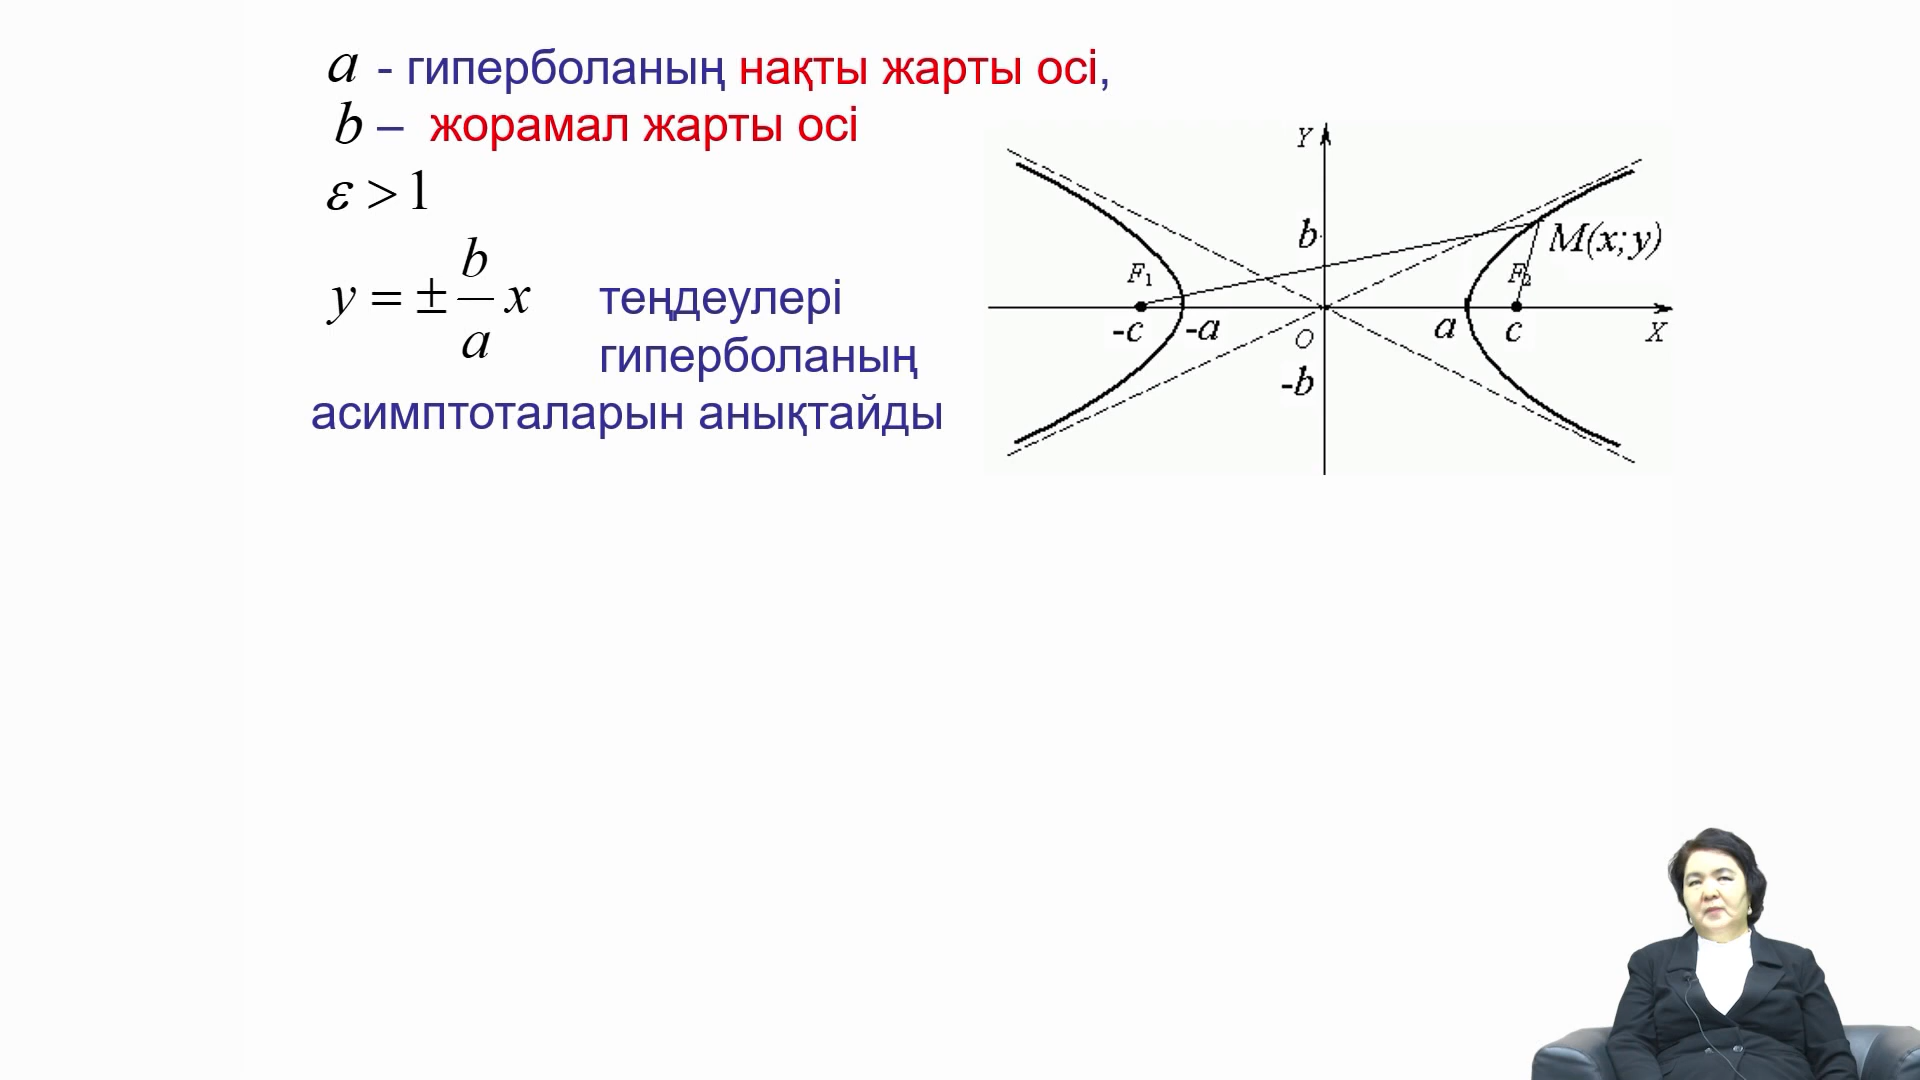 a - гиперболаның нақты жарты осі,
b – жорамал жарты осі
ε > 1
y = ± b/a x теңдеулері
гиперболаның
асимптоталарын анықтайды
Y
b
M(x;y)
F₁
F₂
-c
-a
O
a
c
X
-b